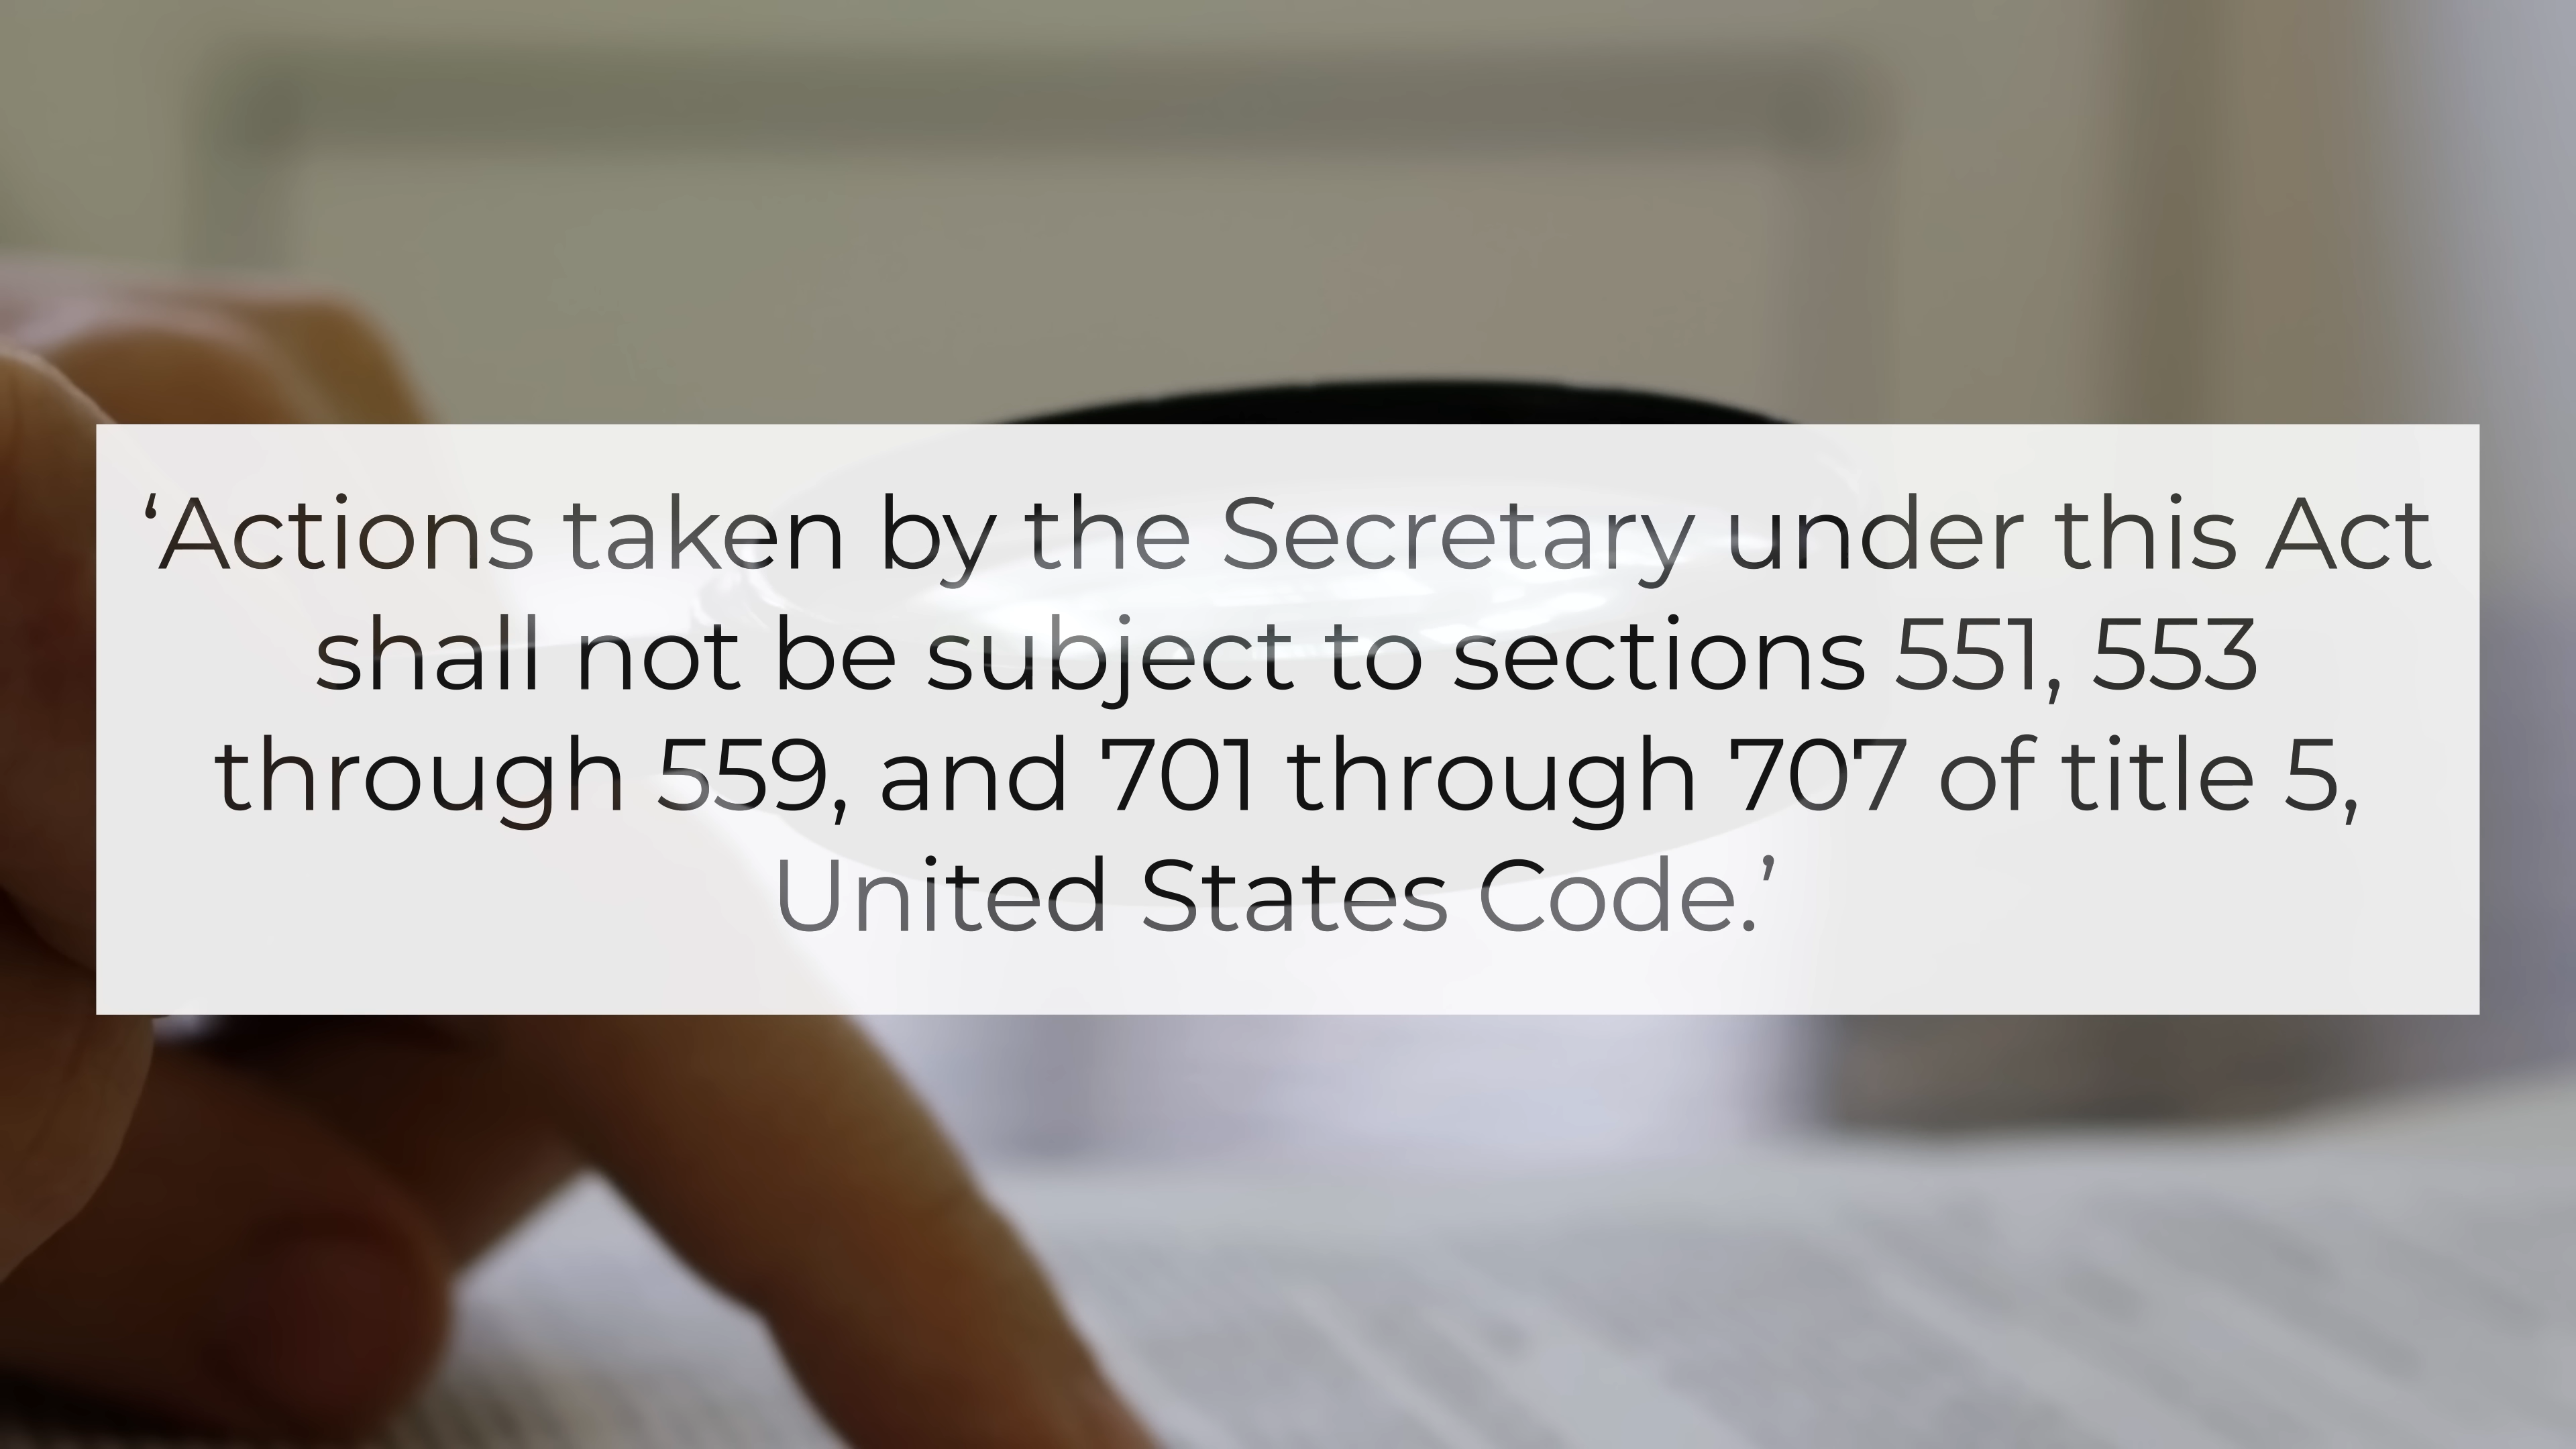 ‘Actions taken by the Secretary under this Act
shall not be subject to sections 551, 553
through 559, and 701 through 707 of title 5,
United States Code.’